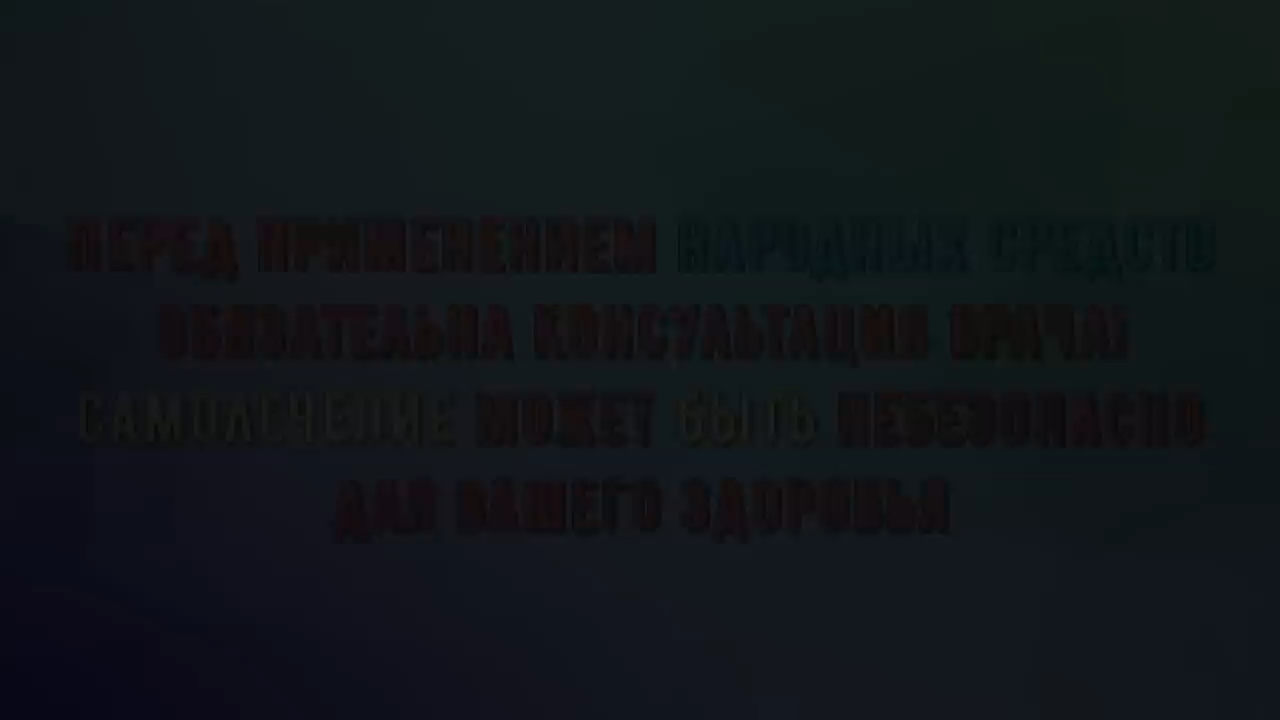 ПЕРЕД ПРИМЕНЕНИЕМ НАРОДНЫХ СРЕДСТВ
ОБЯЗАТЕЛЬНА КОНСУЛЬТАЦИЯ ВРАЧА!
САМОЛЕЧЕНИЕ МОЖЕТ БЫТЬ НЕБЕЗОПАСНО
ДЛЯ ВАШЕГО ЗДОРОВЬЯ